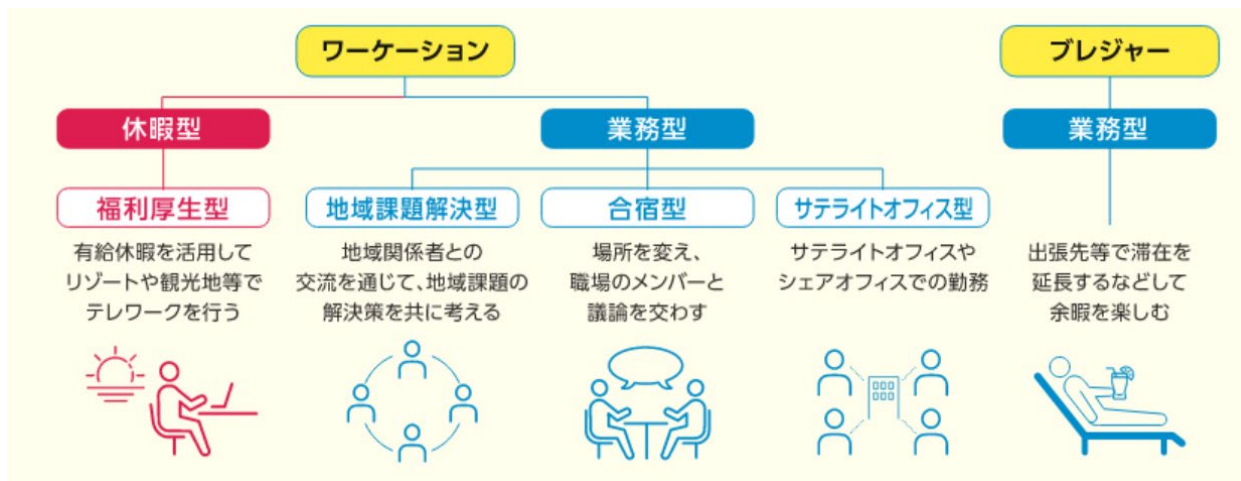 ワーケーション
ブレジャー
休暇型
業務型
業務型
福利厚生型
地域課題解決型
合宿型
サテライトオフィス型
有給休暇を活用して
リゾートや観光地等で
テレワークを行う
地域関係者との
交流を通じて、地域課題の
解決策を共に考える
場所を変え、
職場のメンバーと
議論を交わす
サテライトオフィスや
シェアオフィスでの勤務
出張先等で滞在を
延長するなどして
余暇を楽しむ